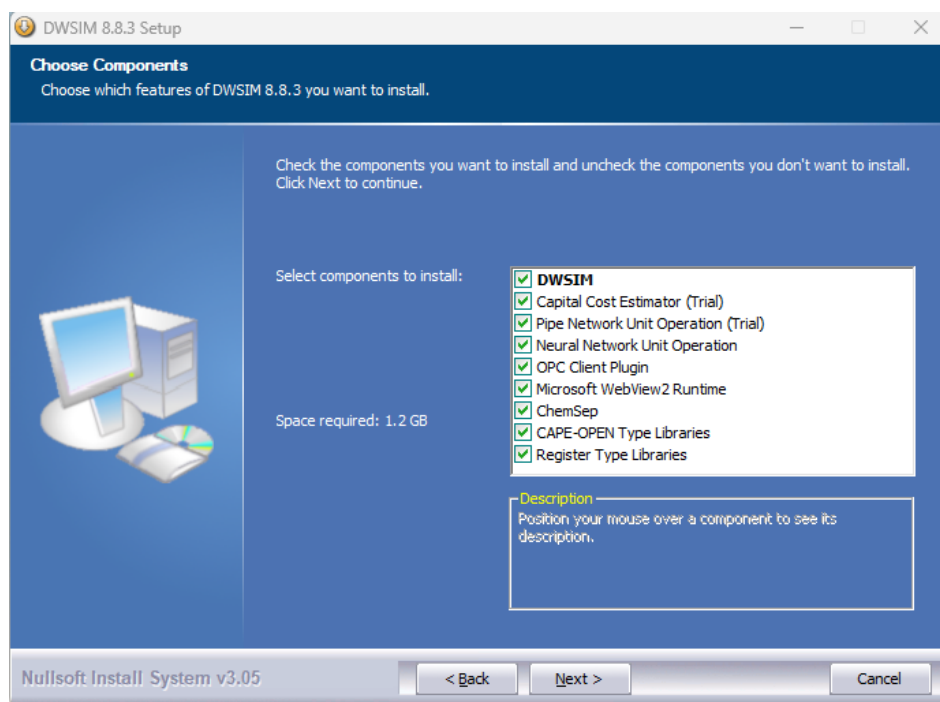 DWSIM 8.8.3 Setup
Choose Components
Choose which features of DWSIM 8.8.3 you want to install.
Check the components you want to install and uncheck the components you don't want to install.
Click Next to continue.
Select components to install:
DWSIM
Capital Cost Estimator (Trial)
Pipe Network Unit Operation (Trial)
Neural Network Unit Operation
OPC Client Plugin
Microsoft WebView2 Runtime
ChemSep
CAPE-OPEN Type Libraries
Register Type Libraries
Space required: 1.2 GB
Description
Position your mouse over a component to see its
description.
Nullsoft Install System v3.05
< Back
Next >
Cancel